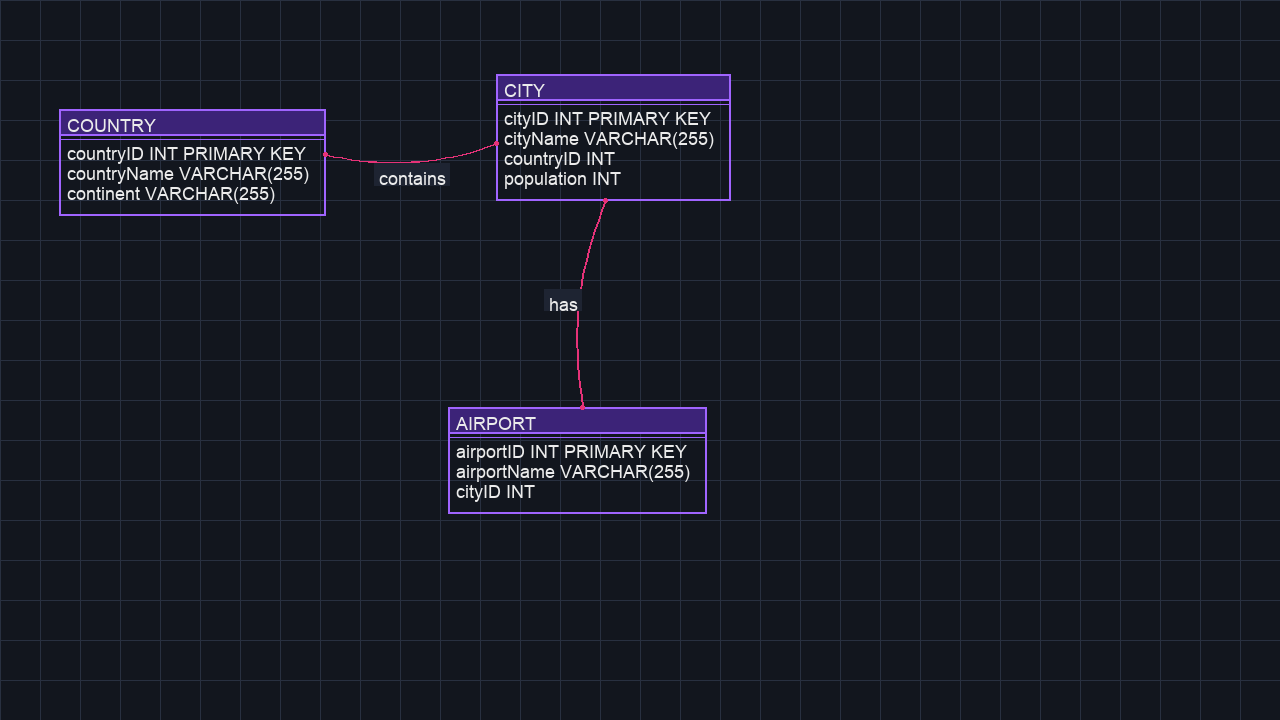 COUNTRY
countryID INT PRIMARY KEY
countryName VARCHAR(255)
continent VARCHAR(255)
contains
CITY
cityID INT PRIMARY KEY
cityName VARCHAR(255)
countryID INT
population INT
has
AIRPORT
airportID INT PRIMARY KEY
airportName VARCHAR(255)
cityID INT